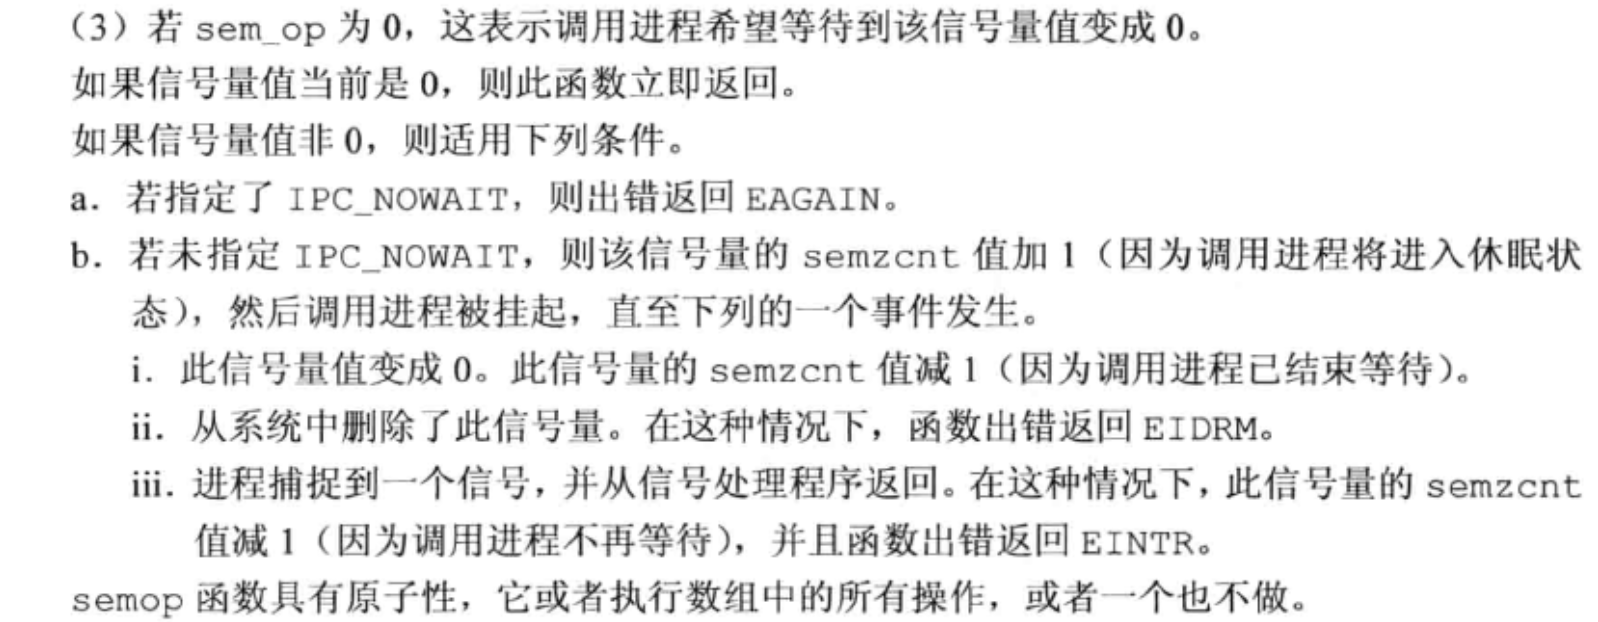 （3）若 sem_op 为 0，这表示调用进程希望等待到该信号量值变成 0。
如果信号量值当前是 0，则此函数立即返回。
如果信号量值非 0，则适用下列条件。
a. 若指定了 IPC_NOWAIT，则出错返回 EAGAIN。
b. 若未指定 IPC_NOWAIT，则该信号量的 semzcnt 值加 1（因为调用进程将进入休眠状
态），然后调用进程被挂起，直至下列的一个事件发生。
i. 此信号量值变成 0。此信号量的 semzcnt 值减 1（因为调用进程已结束等待）。
ii. 从系统中删除了此信号量。在这种情况下，函数出错返回 EIDRM。
iii. 进程捕捉到一个信号，并从信号处理程序返回。在这种情况下，此信号量的 semzcnt
值减 1（因为调用进程不再等待），并且函数出错返回 EINTR。
semop 函数具有原子性，它或者执行数组中的所有操作，或者一个也不做。